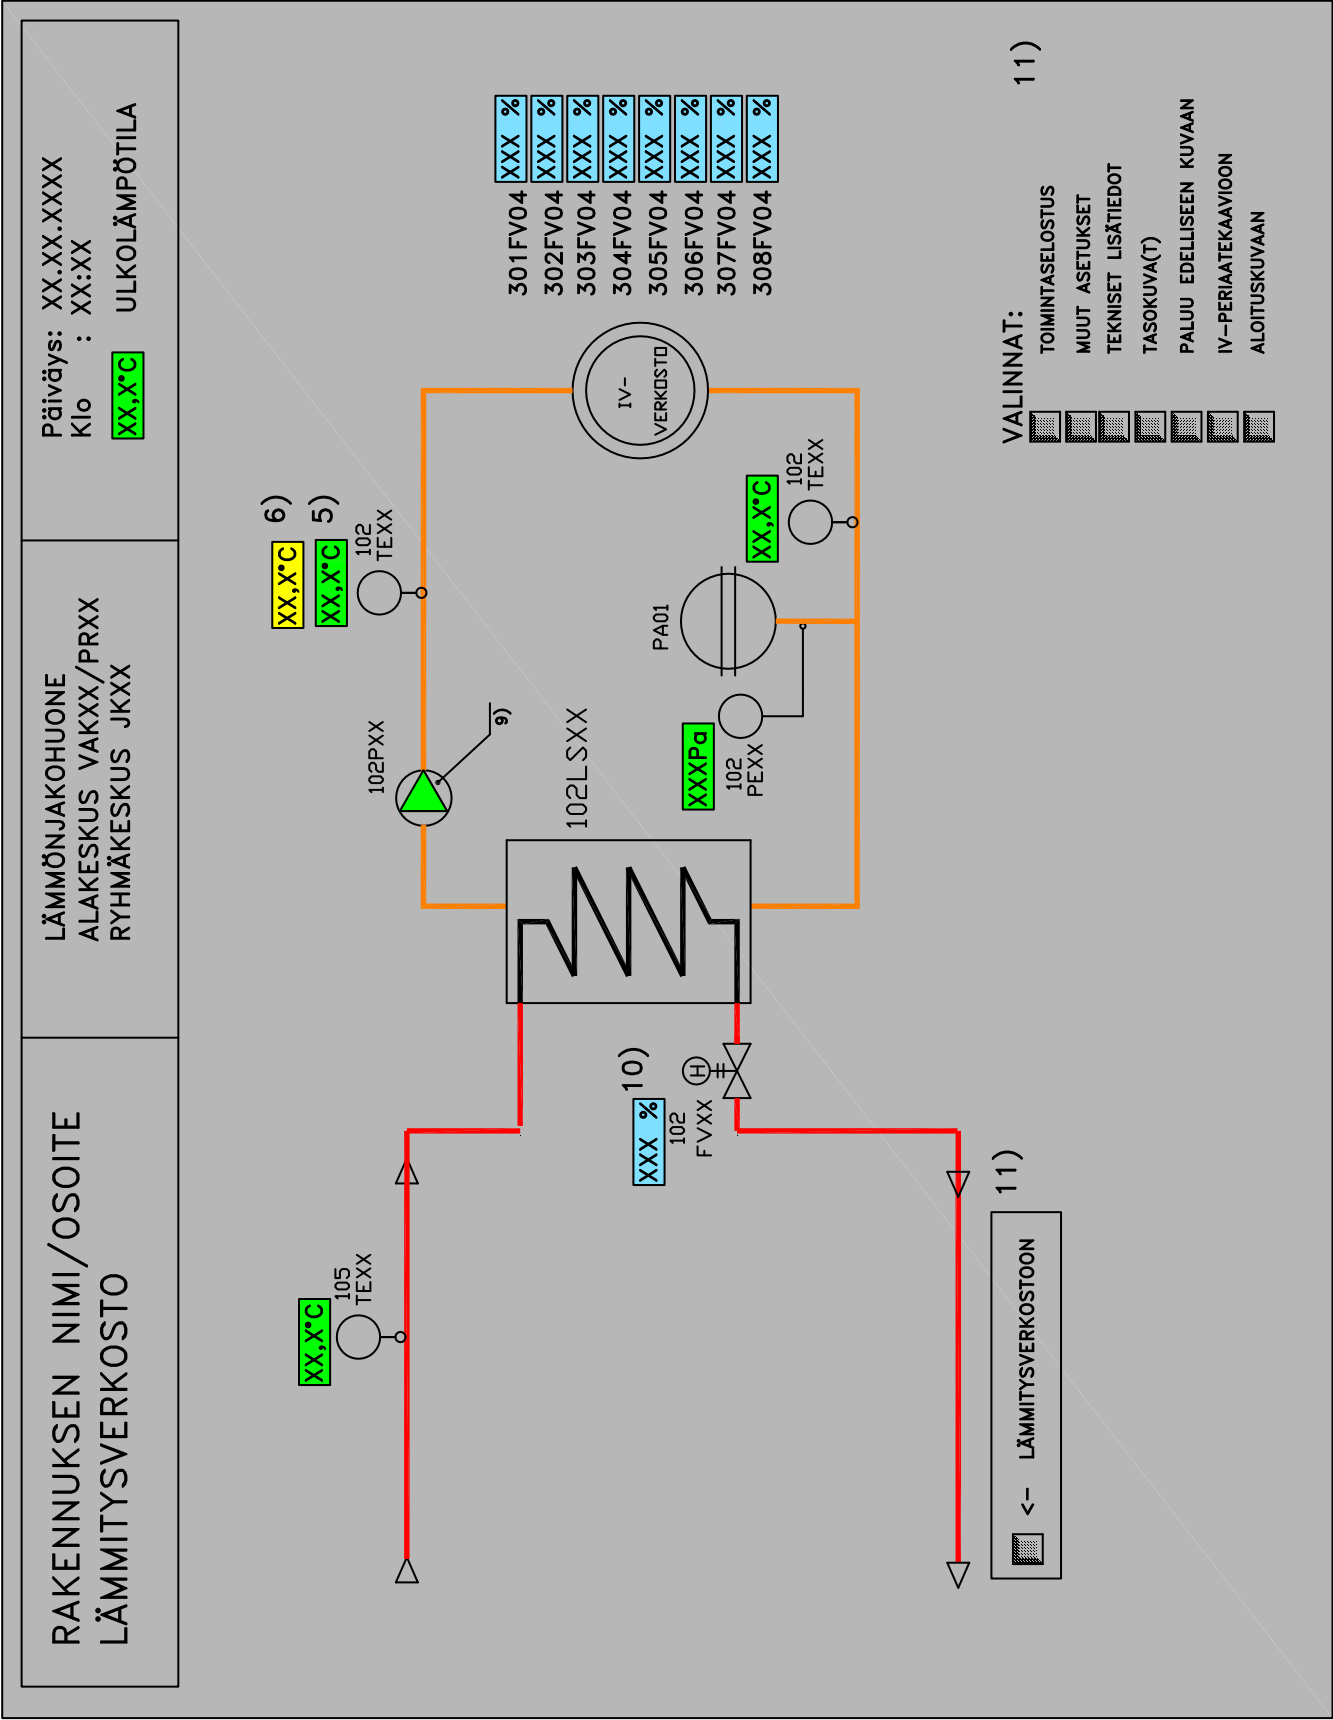 RAKENNUKSEN NIMI/OSOITE
LÄMMITYSVERKOSTO
LÄMMÖNJAKOHUONE
ALAKESKUS VAKXX/PRXX
RYHMÄKESKUS JKXX
Päiväys: XX.XX.XXXX
Klo : XX:XX
XX,X°C ULKOLÄMPÖTILA
XX,X°C 6)
XX,X°C 5)
102
TEXX
XX,X°C
105
TEXX
102PXX
9)
102LSXX
IV-
VERKOSTO
301FV04 XXX %
302FV04 XXX %
303FV04 XXX %
304FV04 XXX %
305FV04 XXX %
306FV04 XXX %
307FV04 XXX %
308FV04 XXX %
XXX % 10)
102
FVXX
H
PA01
XXXPa
102
PEXX
XX,X°C
102
TEXX
<- LÄMMITYSVERKOSTOON
11)
VALINNAT:
11)
TOIMINTASELOSTUS
MUUT ASETUKSET
TEKNISET LISÄTIEDOT
TASOKUVA(T)
PALUU EDELLISEEN KUVAAN
IV-PERIAATEKAAVIOON
ALOITUSKUVAAN